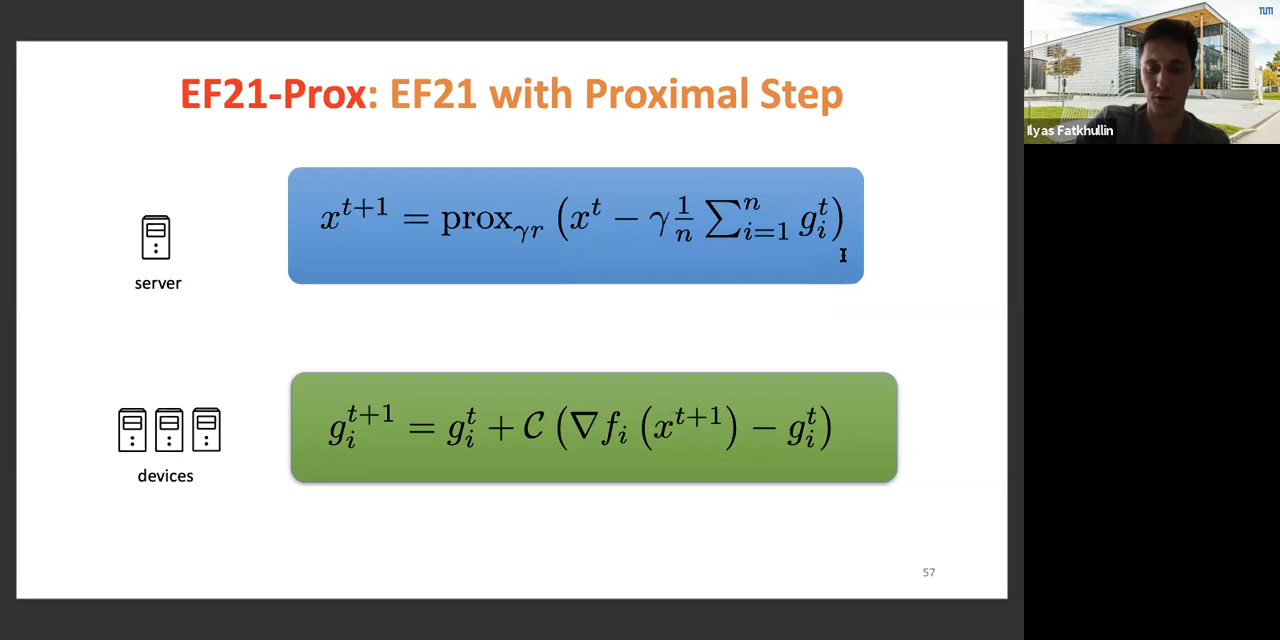 EF21-Prox: EF21 with Proximal Step
x^{t+1} = prox_{γr} (x^t − γ \frac{1}{n} ∑_{i=1}^{n} g_i^t)
server
g_i^{t+1} = g_i^t + C (∇f_i (x^{t+1}) − g_i^t)
devices
57
TUM
Ilyas Fatkhullin